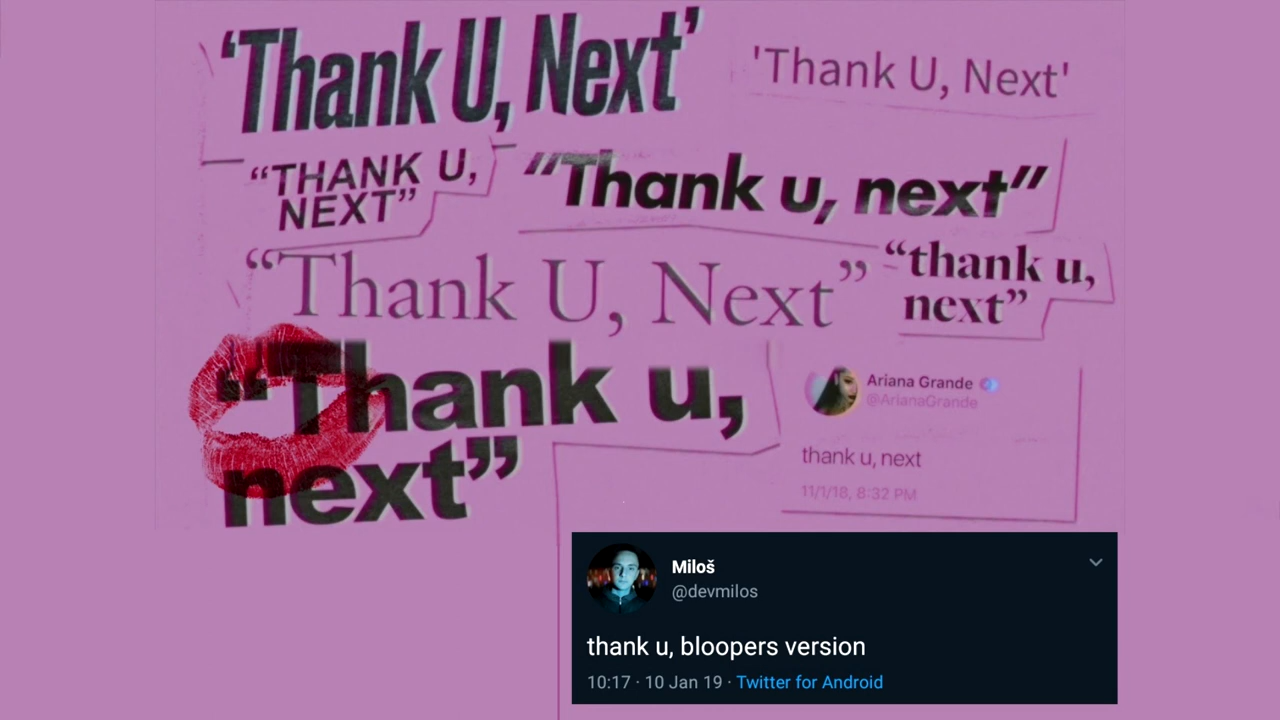 ‘Thank U, Next’
'Thank U, Next'
“THANK U,
NEXT”
“Thank u, next”
“Thank U, Next”
“thank u,
next”
“Thank u,
next”
Ariana Grande
@ArianaGrande
thank u, next
11/1/18, 8:32 PM
Miloš
@devmilos
thank u, bloopers version
10:17 · 10 Jan 19 · Twitter for Android